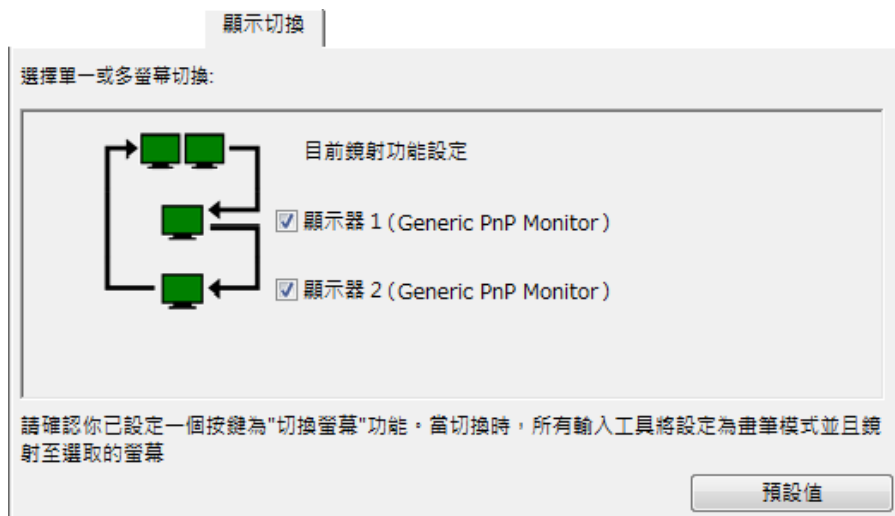 顯示切換
選擇單一或多螢幕切換:
目前鏡射功能設定
顯示器 1 (Generic PnP Monitor)
顯示器 2 (Generic PnP Monitor)
請確認你已設定一個按鍵為"切換螢幕"功能。當切換時，所有輸入工具將設定為畫筆模式並且鏡
射至選取的螢幕
預設值